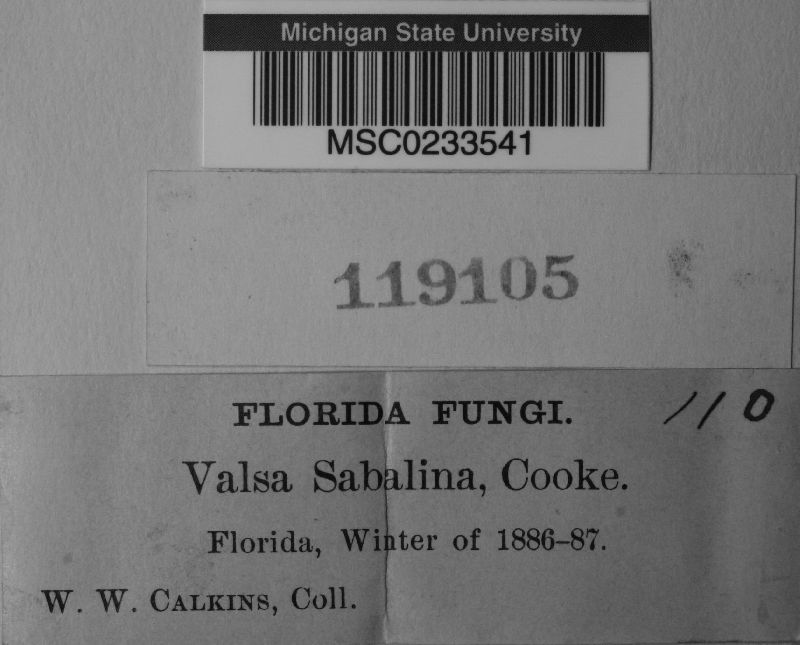 Michigan State University
MSC0233541
119105
FLORIDA FUNGI. 110
Valsa Sabalina, Cooke.
Florida, Winter of 1886-87.
W. W. CALKINS, Coll.